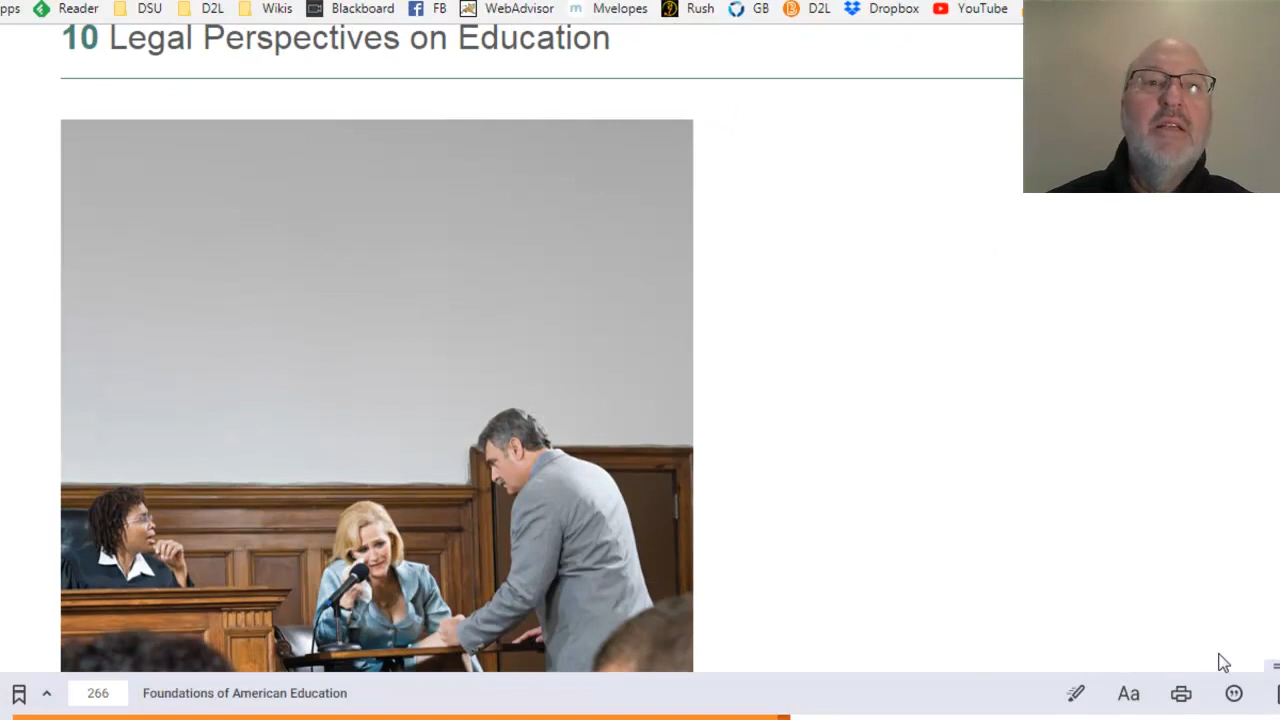 pps Reader DSU D2L Wikis Blackboard FB WebAdvisor Mvelopes Rush GB D2L Dropbox YouTube
10 Legal Perspectives on Education
266 Foundations of American Education Aa